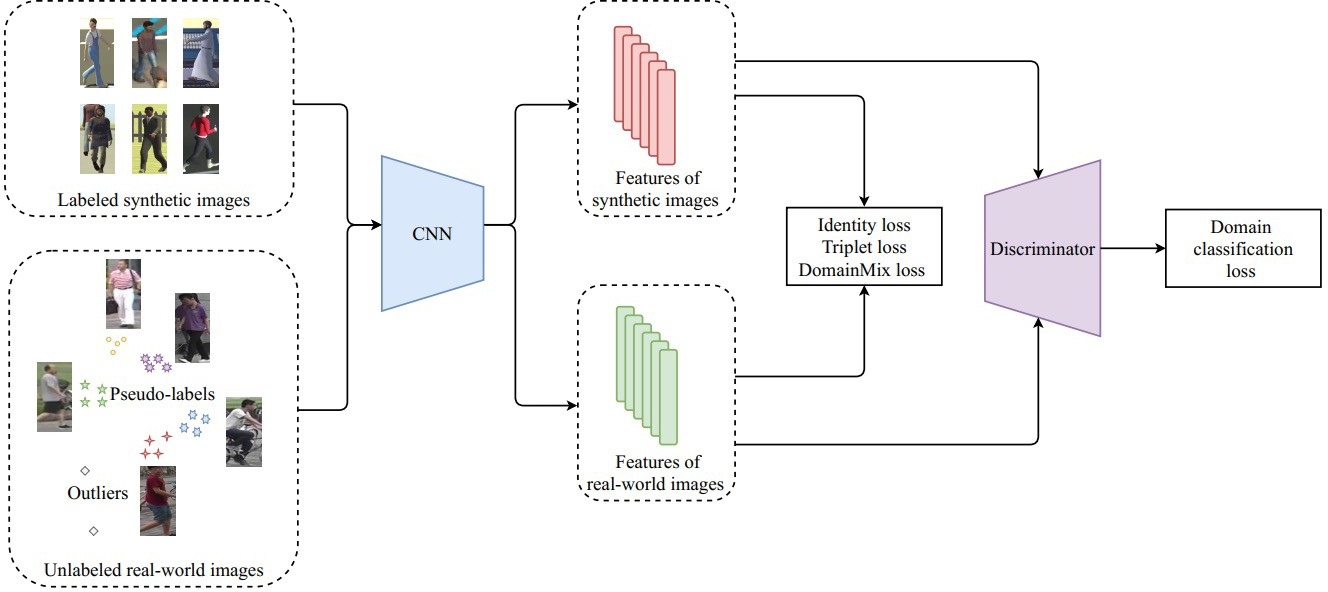 Labeled synthetic images
Pseudo-labels
Outliers
Unlabeled real-world images
CNN
Features of
synthetic images
Features of
real-world images
Identity loss
Triplet loss
DomainMix loss
Discriminator
Domain
classification
loss